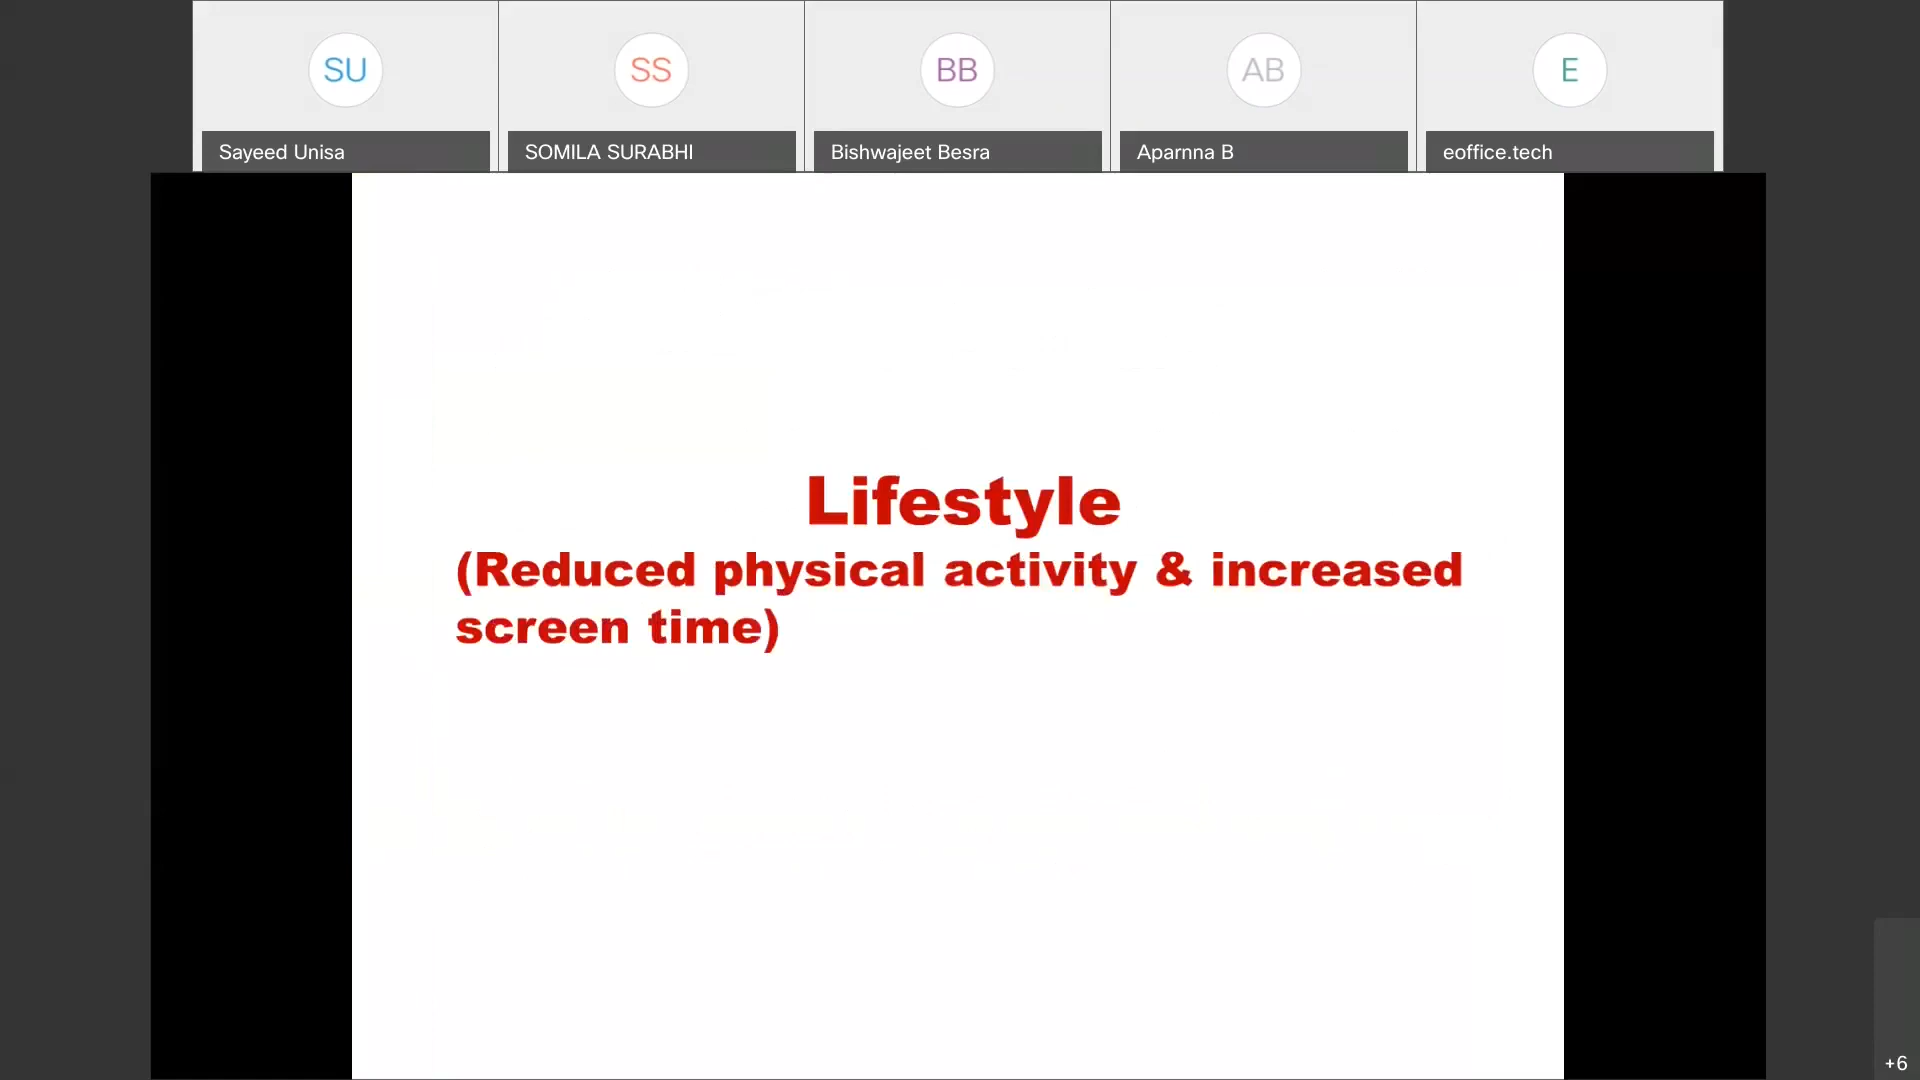 SU
SS
BB
AB
E
Sayeed Unisa
SOMILA SURABHI
Bishwajeet Besra
Aparnna B
eoffice.tech
Lifestyle
(Reduced physical activity & increased
screen time)
+6